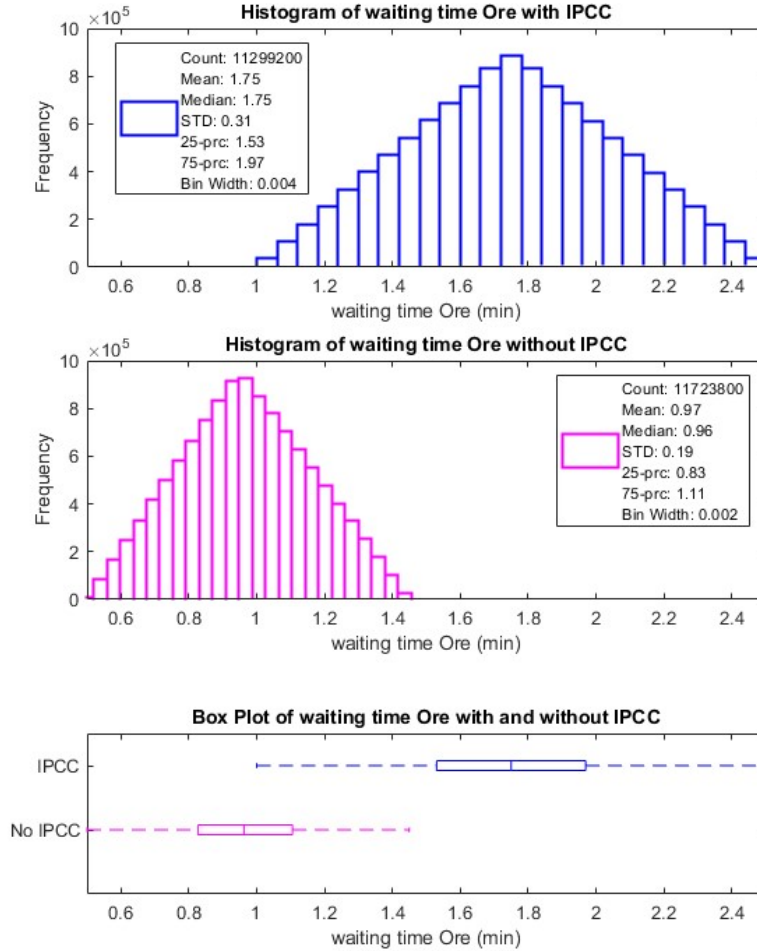 Histogram of waiting time Ore with IPCC
×10^5
10
8
6
4
2
0
Frequency
Count: 11299200
Mean: 1.75
Median: 1.75
STD: 0.31
25-prc: 1.53
75-prc: 1.97
Bin Width: 0.004
0.6 0.8 1 1.2 1.4 1.6 1.8 2 2.2 2.4
waiting time Ore (min)
Histogram of waiting time Ore without IPCC
×10^5
10
8
6
4
2
0
Frequency
Count: 11723800
Mean: 0.97
Median: 0.96
STD: 0.19
25-prc: 0.83
75-prc: 1.11
Bin Width: 0.002
0.6 0.8 1 1.2 1.4 1.6 1.8 2 2.2 2.4
waiting time Ore (min)
Box Plot of waiting time Ore with and without IPCC
IPCC
No IPCC
0.6 0.8 1 1.2 1.4 1.6 1.8 2 2.2 2.4
waiting time Ore (min)